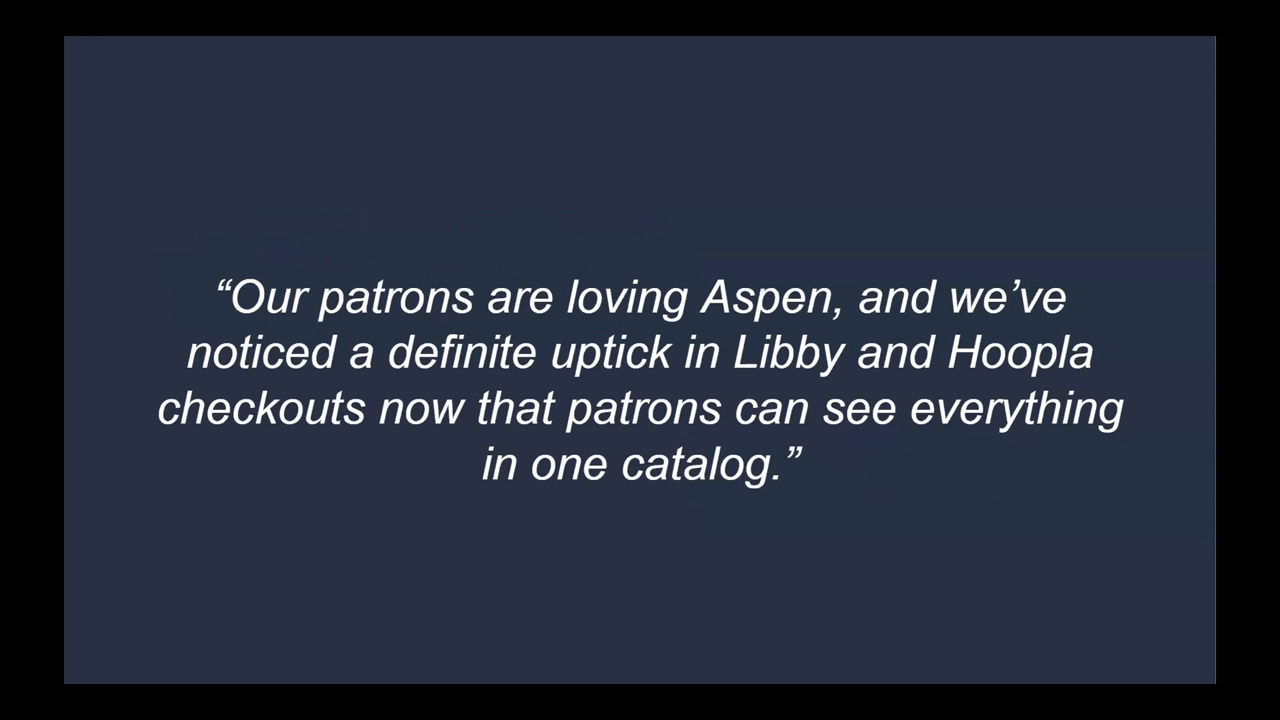 “Our patrons are loving Aspen, and we’ve
noticed a definite uptick in Libby and Hoopla
checkouts now that patrons can see everything
in one catalog.”